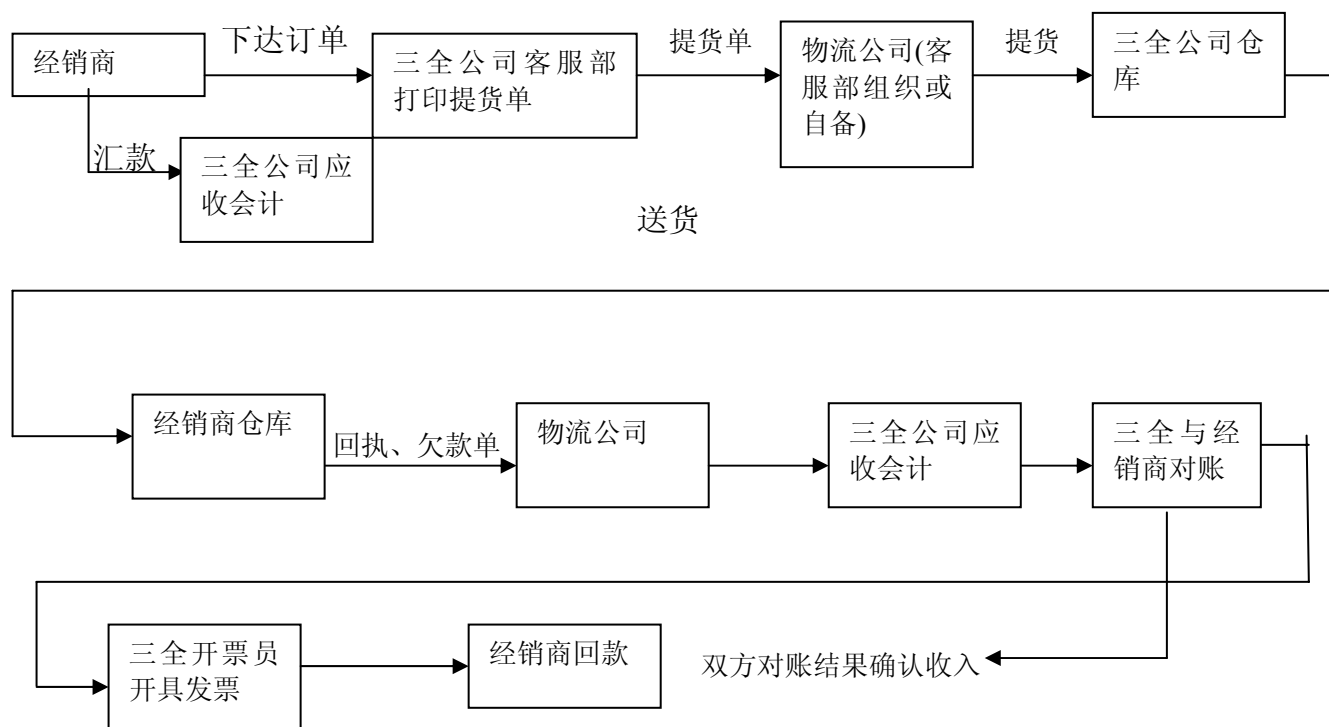 经销商
下达订单
三全公司客服部
打印提货单
提货单
物流公司(客
服部组织或
自备)
提货
三全公司仓
库
汇款
三全公司应
收会计
送货
经销商仓库
回执、欠款单
物流公司
三全公司应
收会计
三全与经
销商对账
三全开票员
开具发票
经销商回款
双方对账结果确认收入